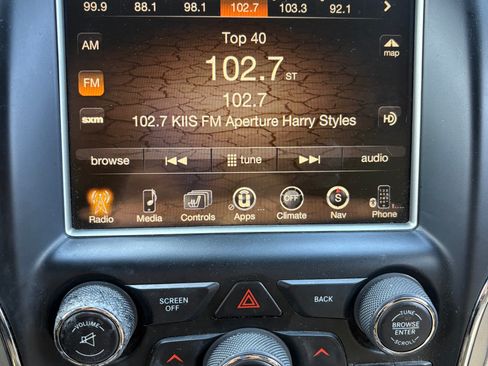 99.9 88.1 98.1 102.7 103.3 92.1
AM
Top 40
map
102.7 ST
FM
102.7
sxm
102.7 KIIS FM Aperture Harry Styles
HD
browse tune audio
Radio Media Controls Apps Climate Nav Phone
OFF S
SCREEN OFF
BACK
VOLUME
TUNE
BROWSE
ENTER
SCROLL